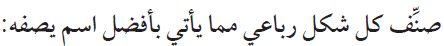 صنِّف كل شكل رباعي مما يأتي بأفضل اسم يصفه: